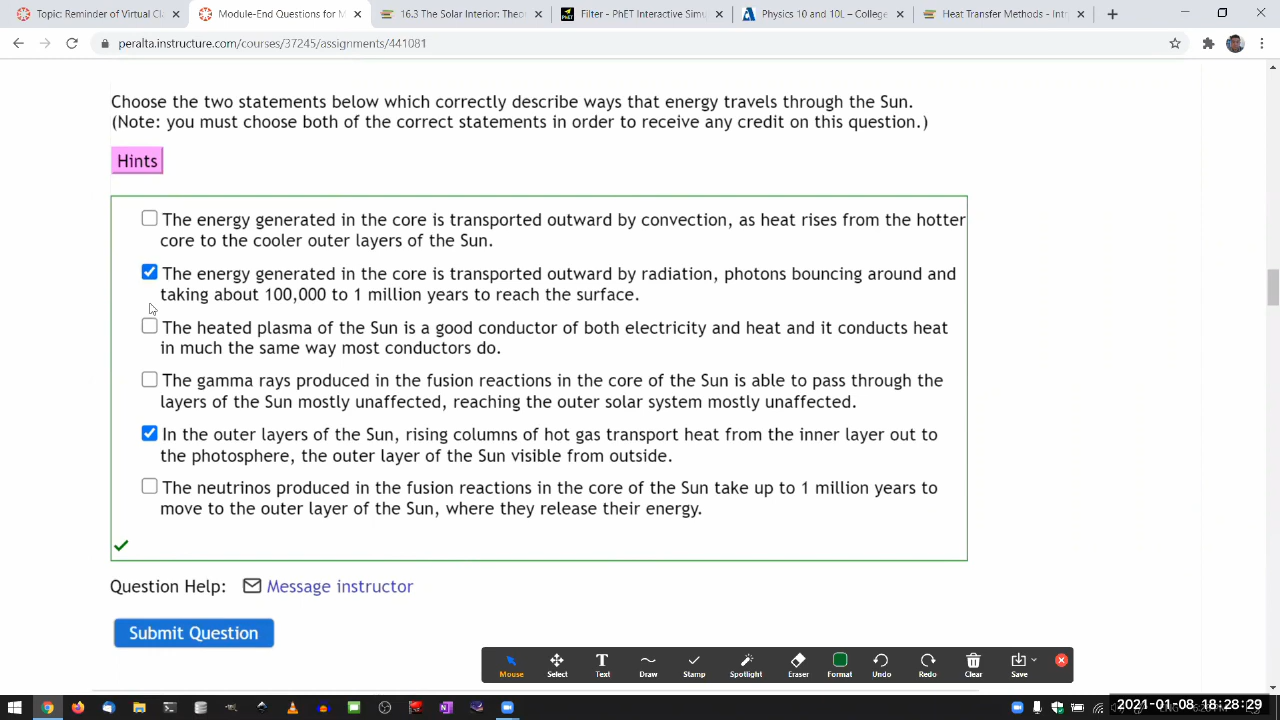 Topic: Reminder of Virtual Cl
Module-End Questions for M
16.3 The Solar Interior: Theor
Filter - PhET Interactive Simu
Physics 10 and 10L – College
Heat Transfer Methods - Intr
peralta.instructure.com/courses/37245/assignments/441081
Choose the two statements below which correctly describe ways that energy travels through the Sun.
(Note: you must choose both of the correct statements in order to receive any credit on this question.)
Hints
The energy generated in the core is transported outward by convection, as heat rises from the hotter
core to the cooler outer layers of the Sun.
The energy generated in the core is transported outward by radiation, photons bouncing around and
taking about 100,000 to 1 million years to reach the surface.
The heated plasma of the Sun is a good conductor of both electricity and heat and it conducts heat
in much the same way most conductors do.
The gamma rays produced in the fusion reactions in the core of the Sun is able to pass through the
layers of the Sun mostly unaffected, reaching the outer solar system mostly unaffected.
In the outer layers of the Sun, rising columns of hot gas transport heat from the inner layer out to
the photosphere, the outer layer of the Sun visible from outside.
The neutrinos produced in the fusion reactions in the core of the Sun take up to 1 million years to
move to the outer layer of the Sun, where they release their energy.
Question Help: Message instructor
Submit Question
Mouse Select Text Draw Stamp Spotlight Eraser Format Undo Redo Clear Save
2021-01-08 18:28:29